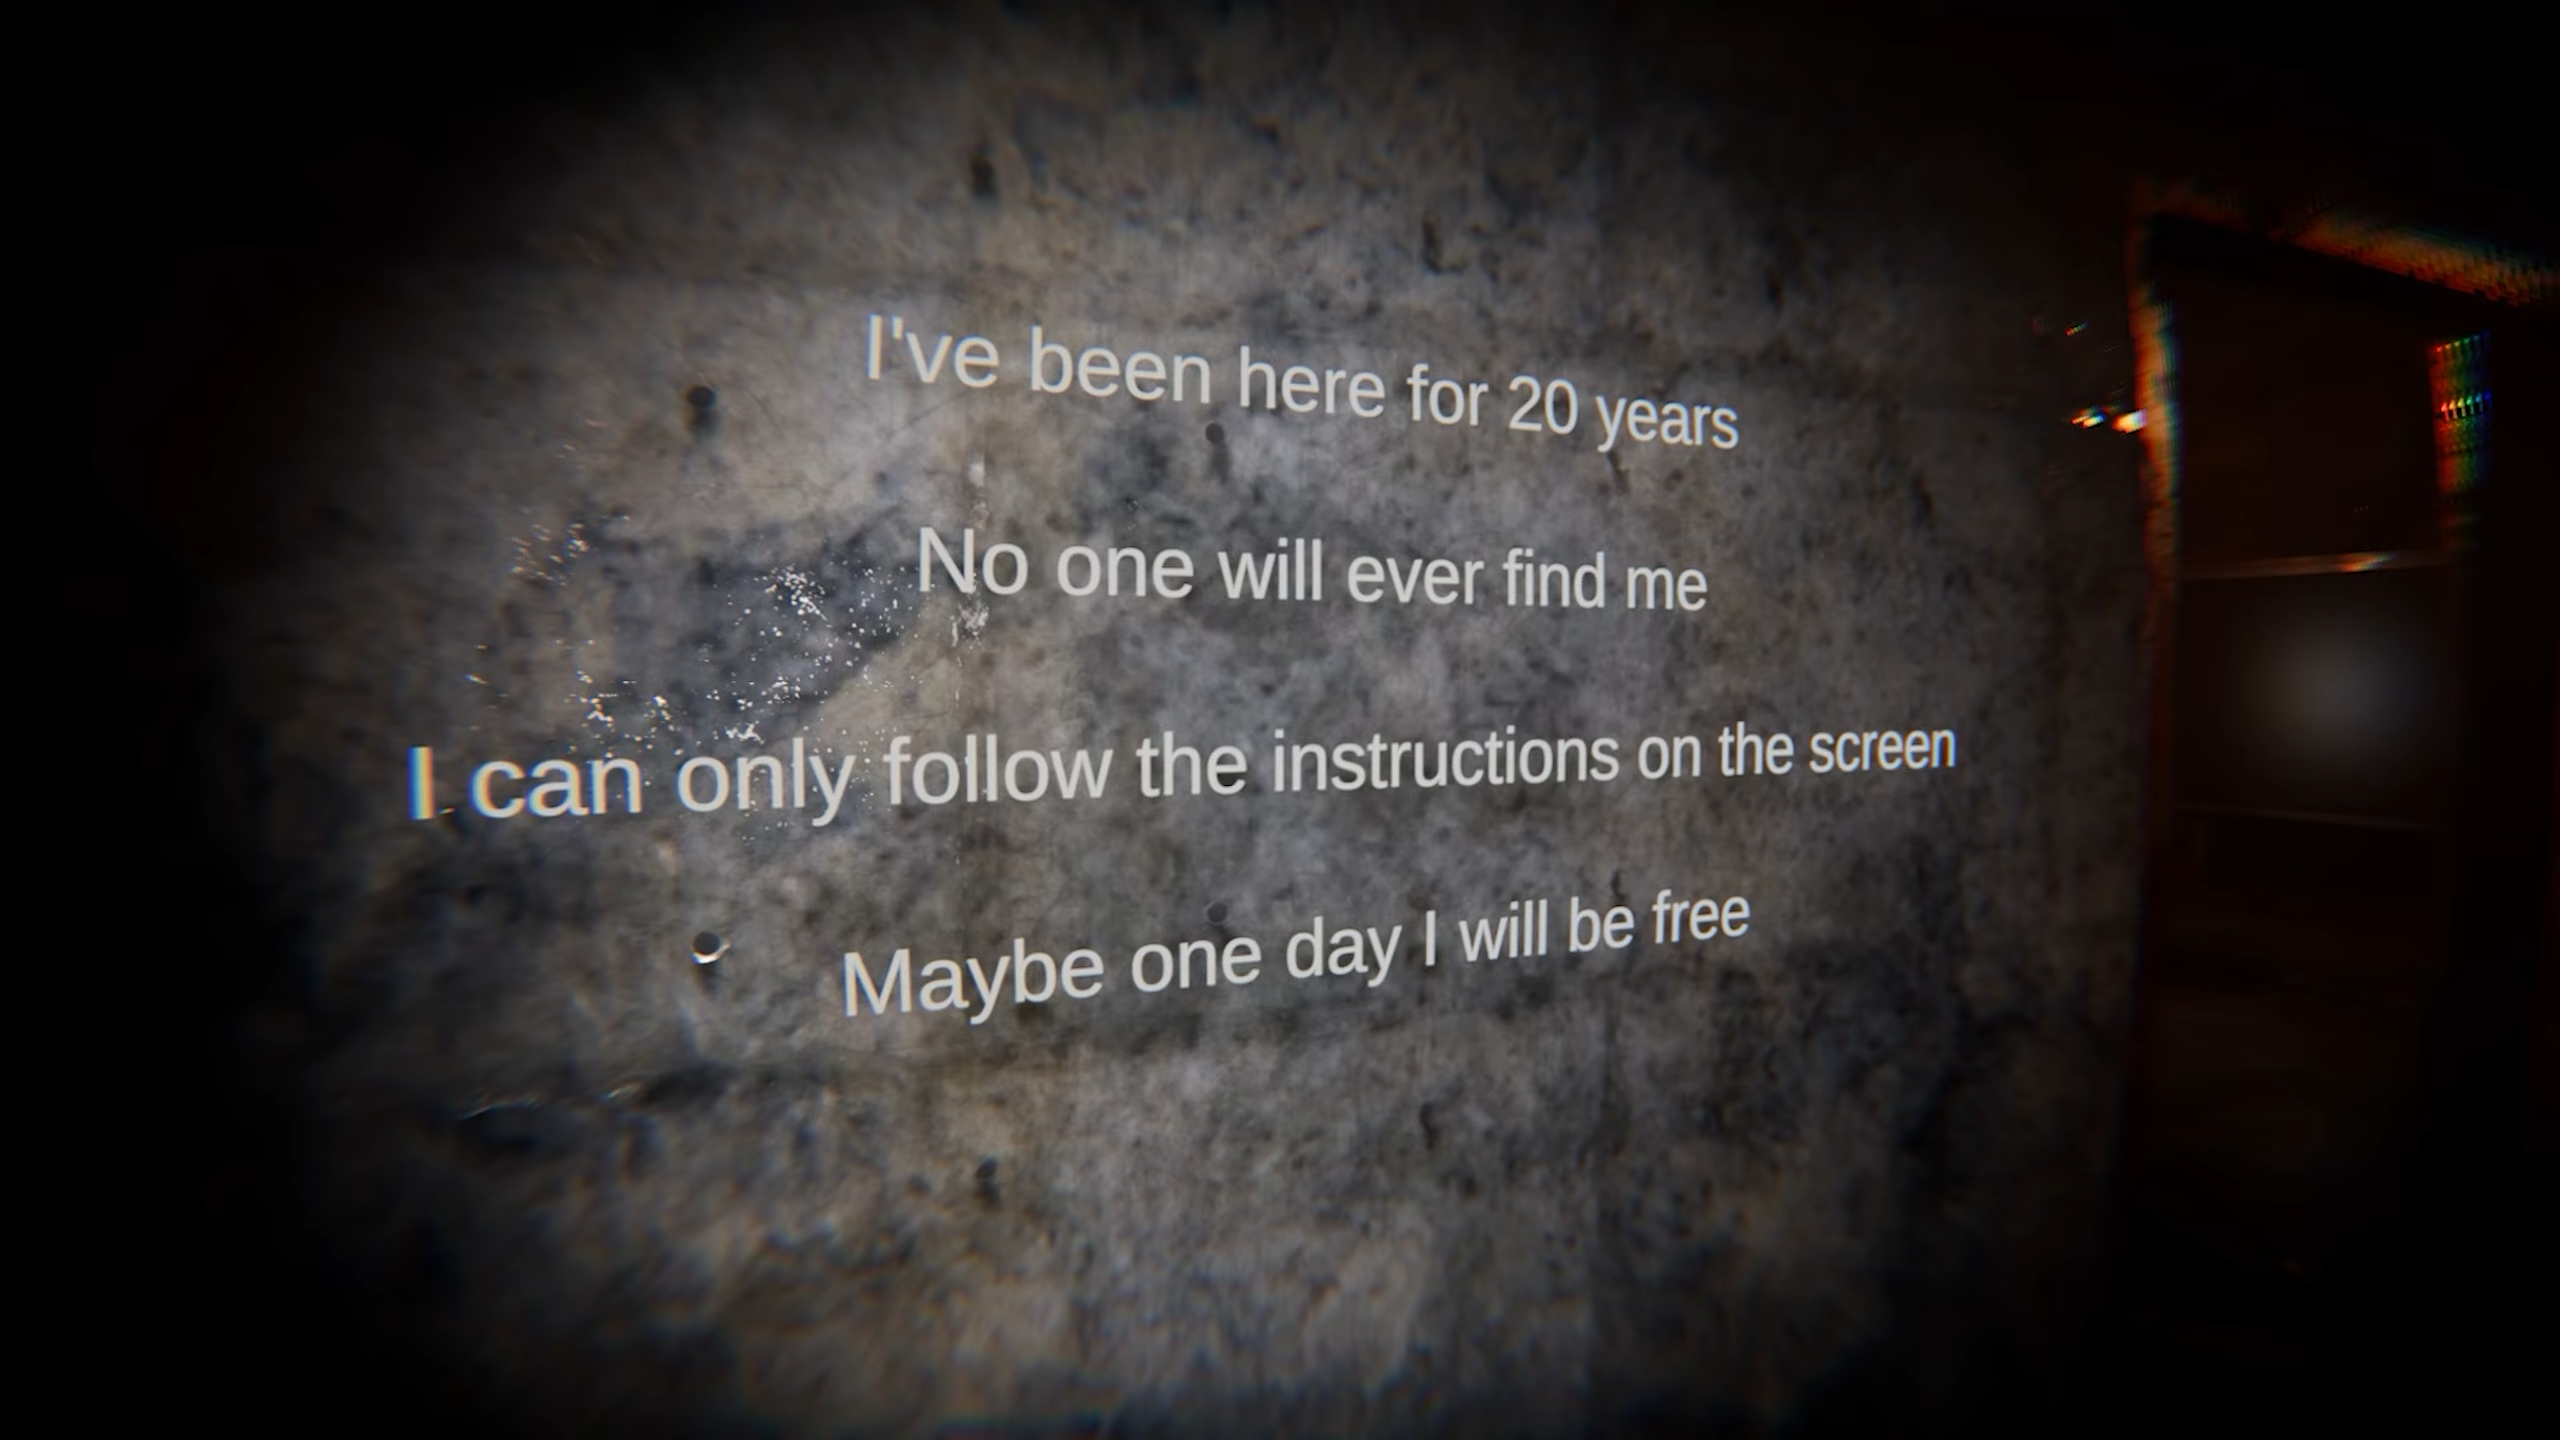 I've been here for 20 years
No one will ever find me
I can only follow the instructions on the screen
Maybe one day I will be free